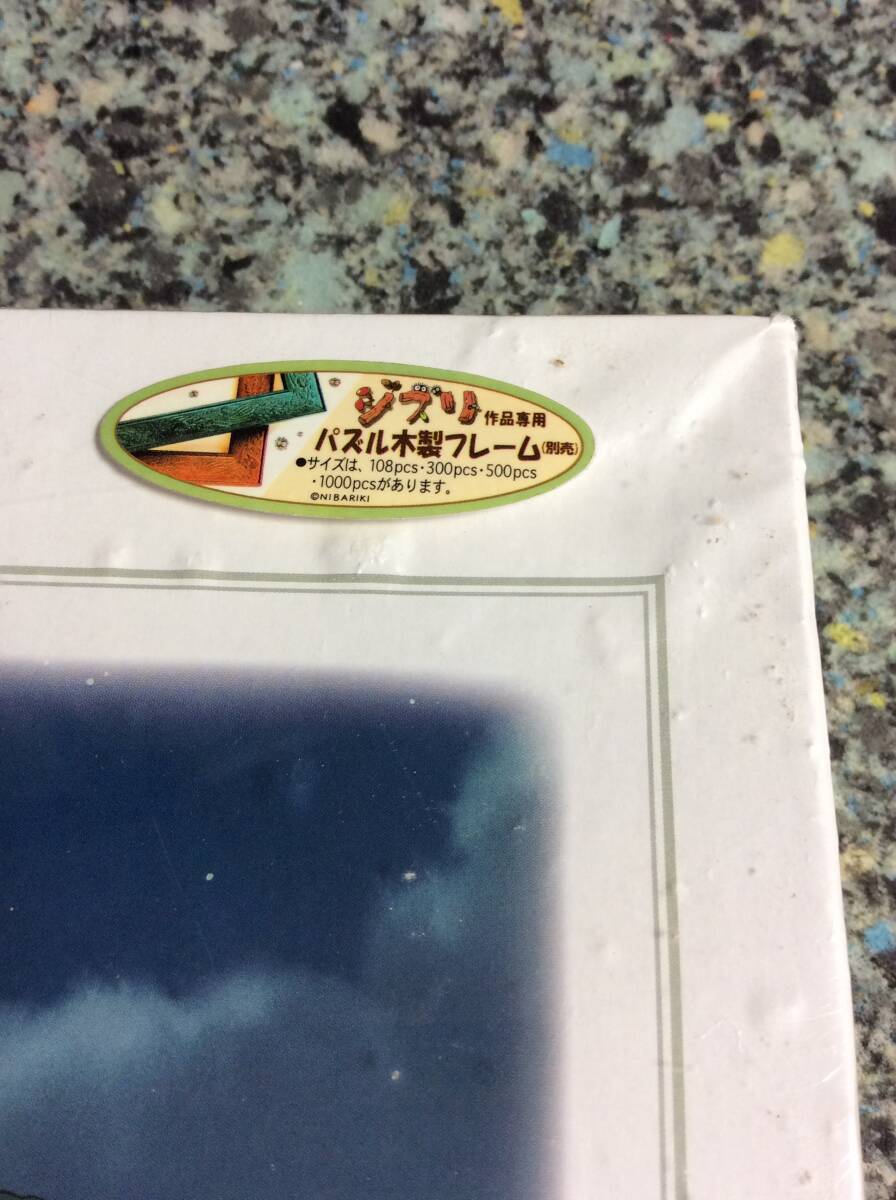 ジブリ作品専用
パズル木製フレーム(別売)
●サイズは、108pcs・300pcs・500pcs
・1000pcsがあります。
©NIBARIKI